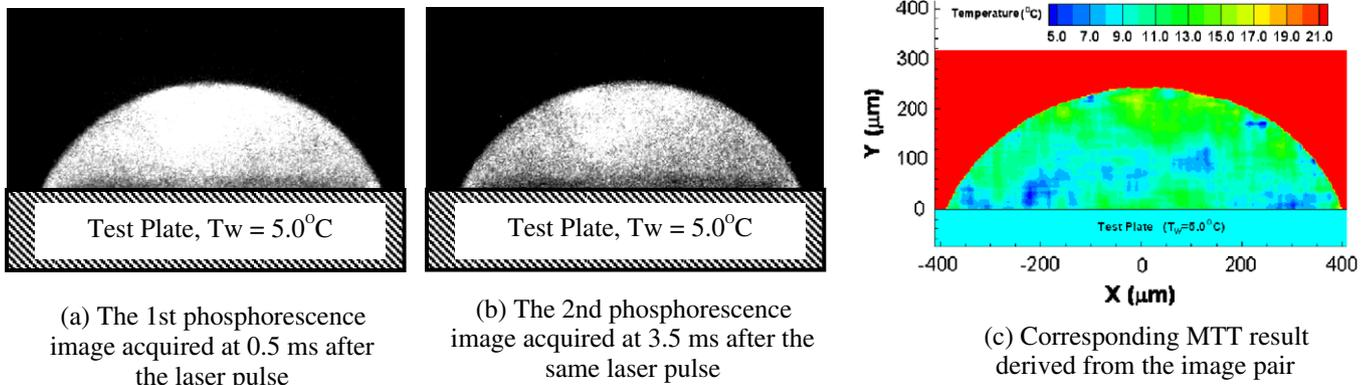 Test Plate, Tw = 5.0°C
(a) The 1st phosphorescence
image acquired at 0.5 ms after
the laser pulse
Test Plate, Tw = 5.0°C
(b) The 2nd phosphorescence
image acquired at 3.5 ms after the
same laser pulse
400
Temperature (°C)
5.0 7.0 9.0 11.0 13.0 15.0 17.0 19.0 21.0
300
200
Y (μm)
100
0
Test Plate (Tw=5.0°C)
-400 -200 0 200 400
X (μm)
(c) Corresponding MTT result
derived from the image pair